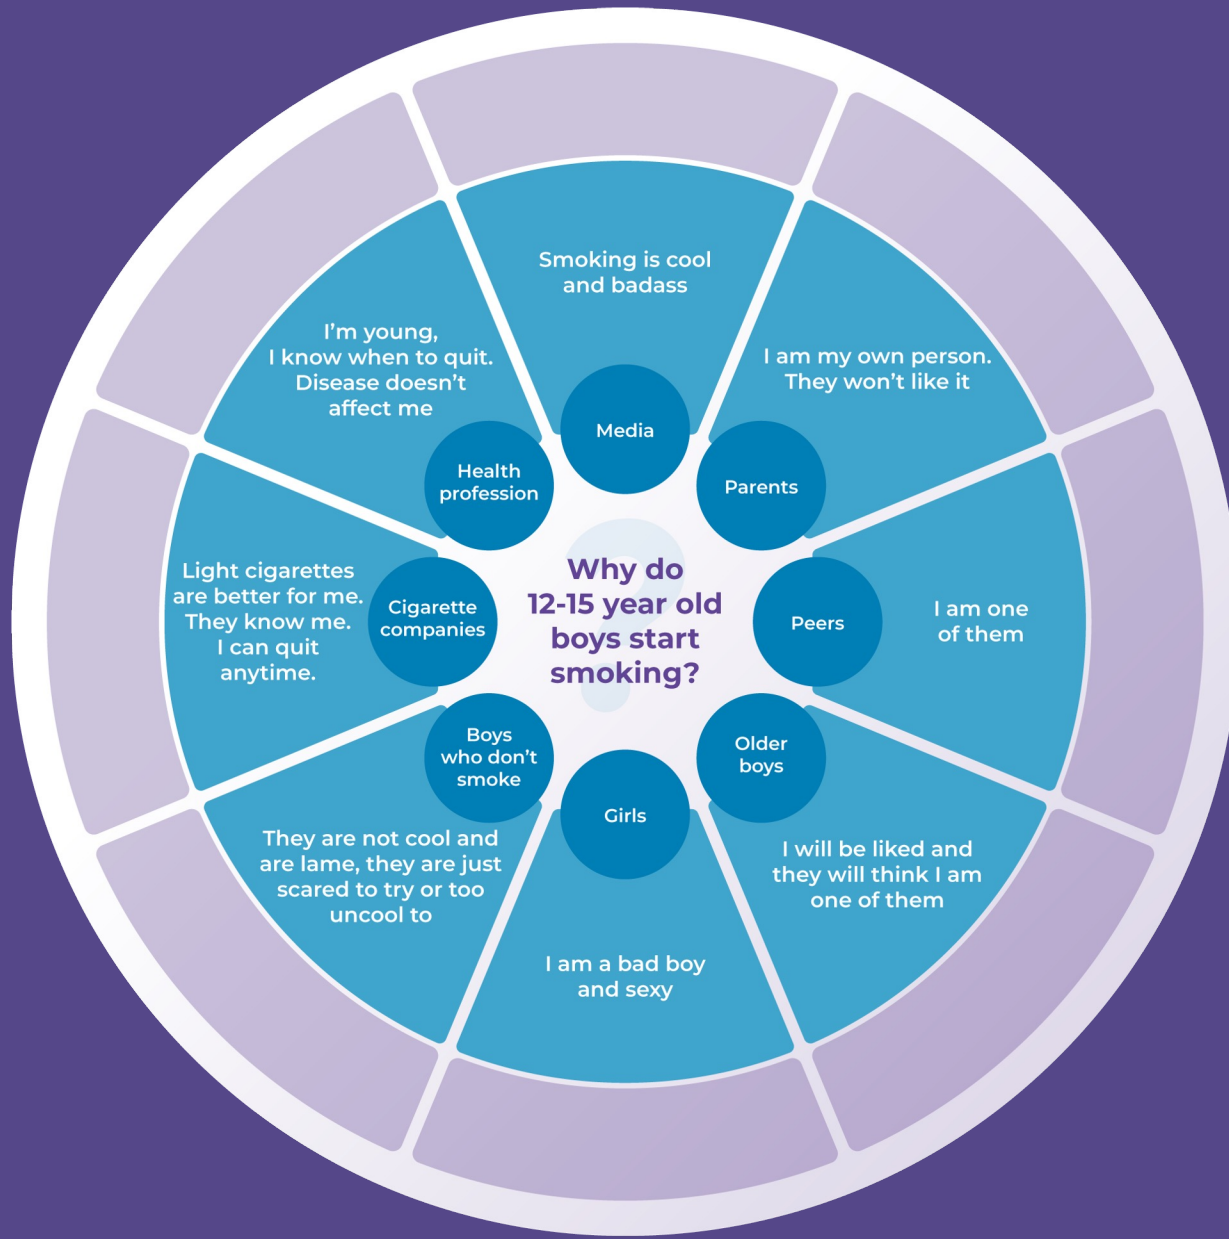 Why do
12-15 year old
boys start
smoking?
Media
Smoking is cool
and badass
Parents
I am my own person.
They won't like it
Peers
I am one
of them
Older
boys
I will be liked and
they will think I am
one of them
Girls
I am a bad boy
and sexy
Boys
who don't
smoke
They are not cool and
are lame, they are just
scared to try or too
uncool to
Cigarette
companies
Light cigarettes
are better for me.
They know me.
I can quit
anytime.
Health
profession
I'm young,
I know when to quit.
Disease doesn't
affect me
?